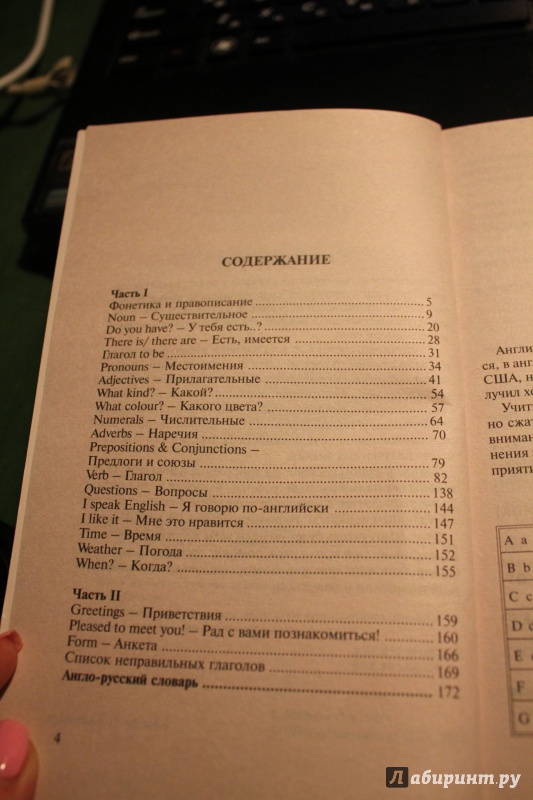 СОДЕРЖАНИЕ
Часть I
Фонетика и правописание ... 5
Noun – Существительное ... 9
Do you have? – У тебя есть..? ... 20
There is/ there are – Есть, имеется ... 28
Глагол to be ... 31
Pronouns – Местоимения ... 34
Adjectives – Прилагательные ... 41
What kind? – Какой? ... 54
What colour? – Какого цвета? ... 57
Numerals – Числительные ... 64
Adverbs – Наречия ... 70
Prepositions & Conjunctions –
Предлоги и союзы ... 79
Verb – Глагол ... 82
Questions – Вопросы ... 138
I speak English – Я говорю по-английски ... 144
I like it – Мне это нравится ... 147
Time – Время ... 151
Weather – Погода ... 152
When? – Когда? ... 155
Часть II
Greetings – Приветствия ... 159
Pleased to meet you! – Рад с вами познакомиться! ... 160
Form – Анкета ... 166
Список неправильных глаголов ... 169
Англо-русский словарь ... 172
4
Англи
ся, в анг
США, н
лучил хо
Учит
но сжат
вниман
нения
прияти
A a
B b
C c
D d
E e
F
G
Лабиринт.ру